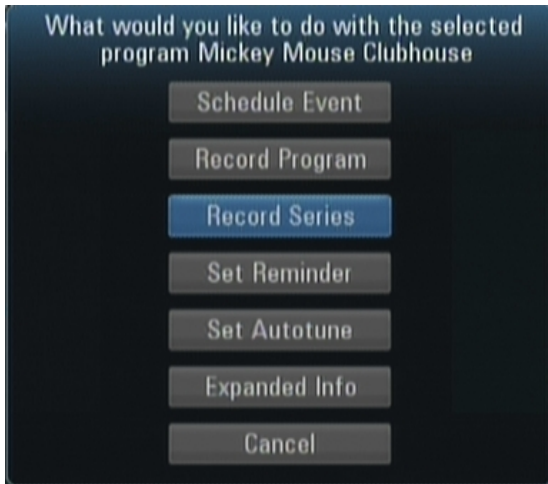 What would you like to do with the selected
program Mickey Mouse Clubhouse
Schedule Event
Record Program
Record Series
Set Reminder
Set Autotune
Expanded Info
Cancel